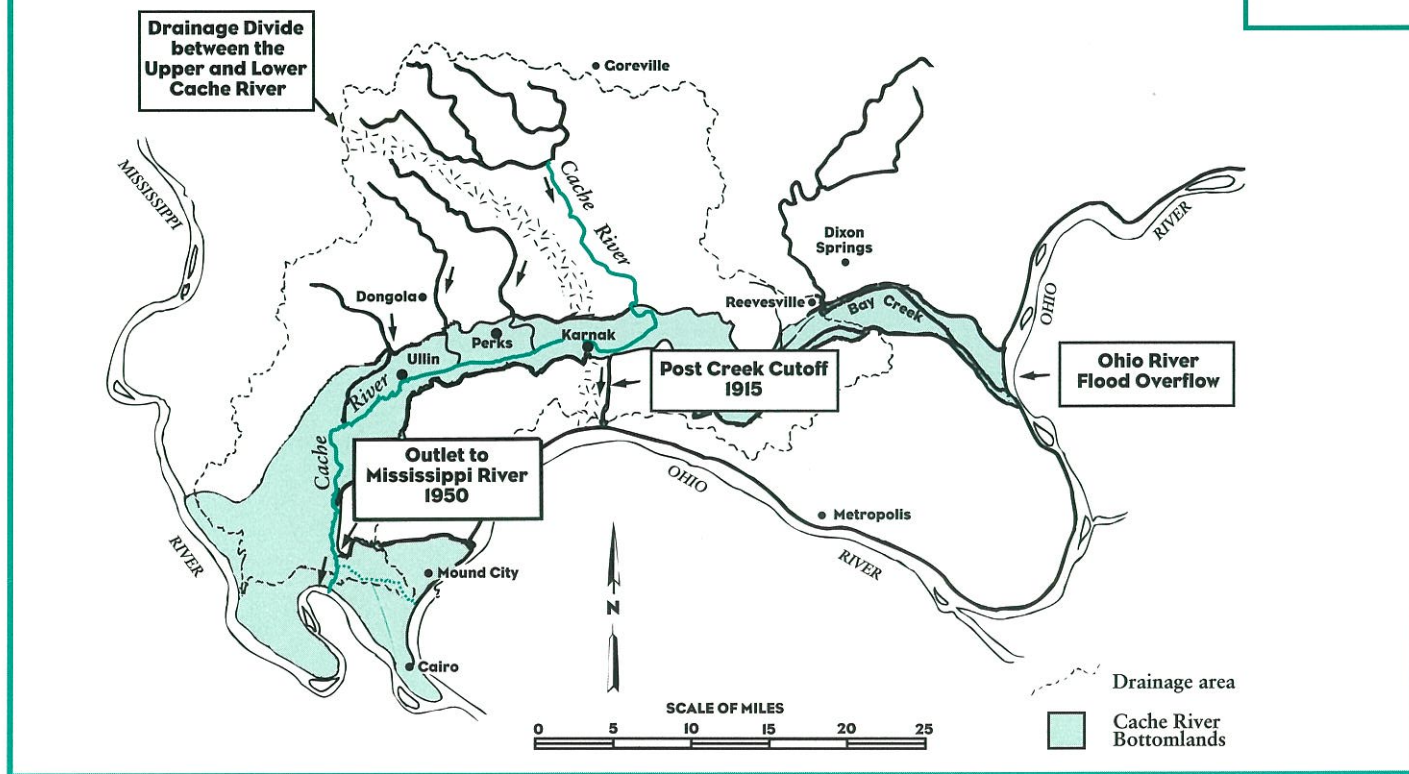 Drainage Divide
between the
Upper and Lower
Cache River
Goreville
MISSISSIPPI
Cache
River
RIVER
Dixon
Springs
OHIO
Dongola
Reevesville
Bay Creek
Perks
Karnak
Ullin
Post Creek Cutoff
1915
Ohio River
Flood Overflow
River
Cache
Outlet to
Mississippi River
1950
OHIO
Metropolis
RIVER
RIVER
Mound City
N
Cairo
Drainage area
SCALE OF MILES
0 5 10 15 20 25
Cache River
Bottomlands